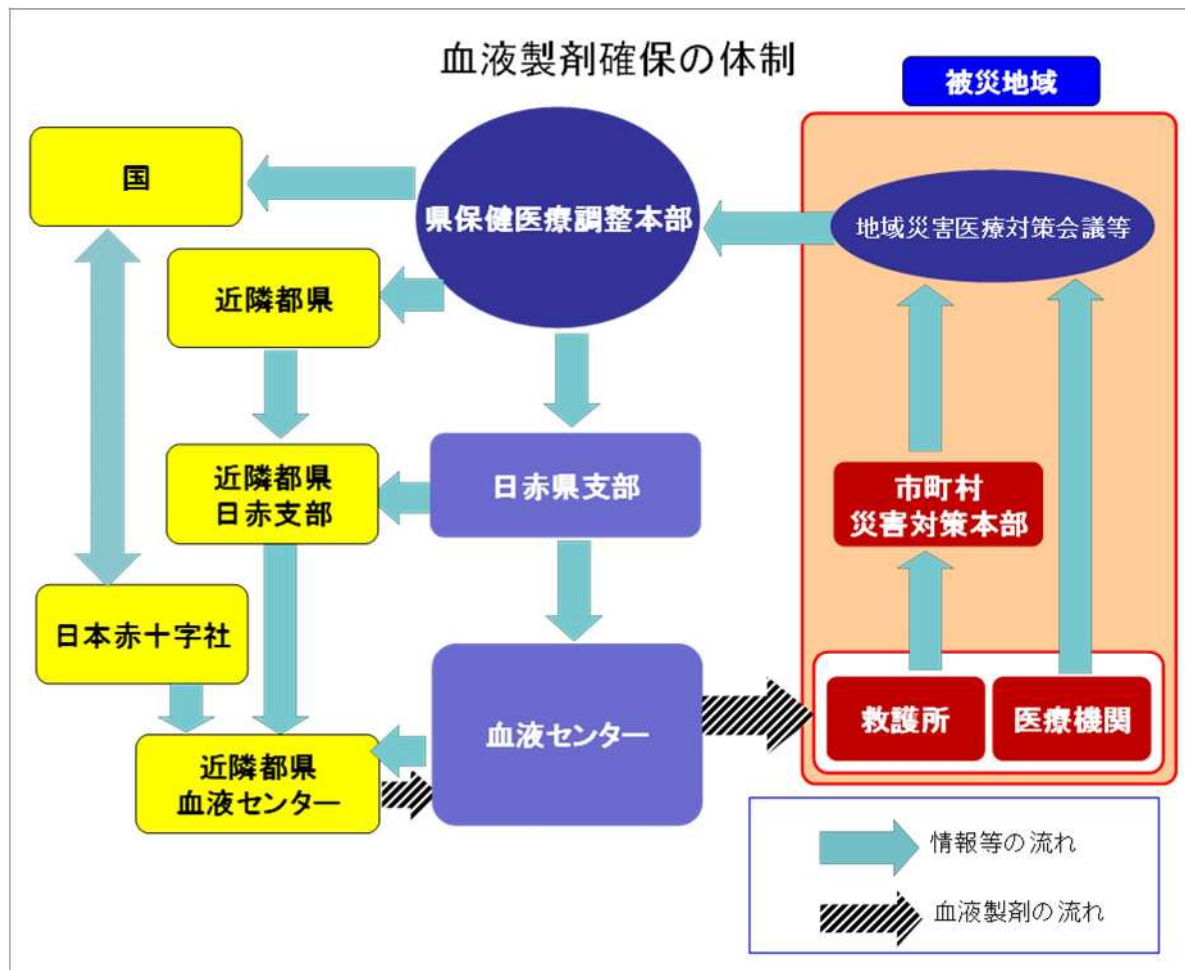 血液製剤確保の体制
被災地域
国
県保健医療調整本部
地域災害医療対策会議等
近隣都県
近隣都県
日赤支部
日赤県支部
市町村
災害対策本部
日本赤十字社
血液センター
救護所
医療機関
近隣都県
血液センター
情報等の流れ
血液製剤の流れ